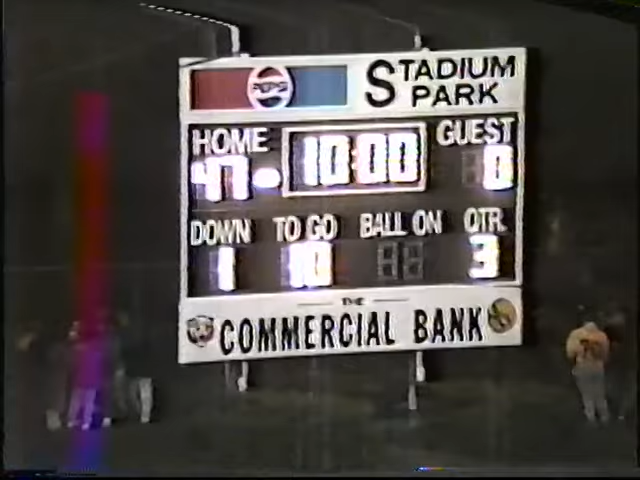 PEPSI
STADIUM
PARK
HOME GUEST
47 10:00 0
DOWN TO GO BALL ON QTR.
1 10 3
THE
COMMERCIAL BANK